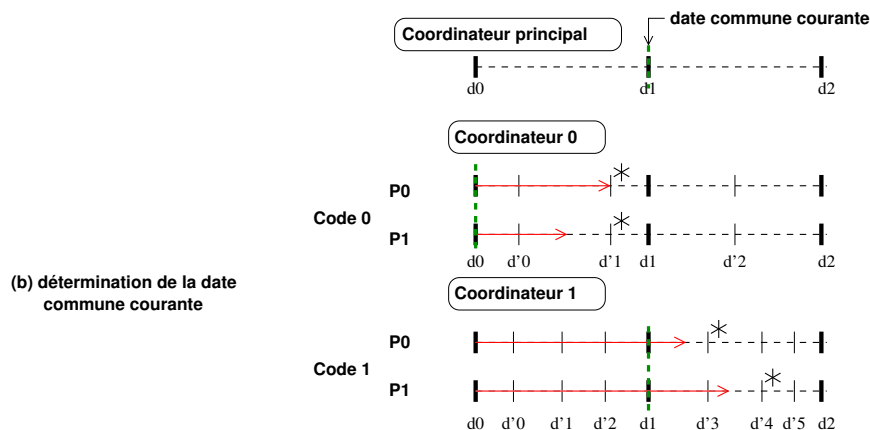 date commune courante
Coordinateur principal
d0 d1 d2
Coordinateur 0
P0
Code 0
P1
d0 d'0 d'1 d1 d'2 d2
(b) détermination de la date
commune courante
Coordinateur 1
P0
Code 1
P1
d0 d'0 d'1 d'2 d1 d'3 d'4 d'5 d2